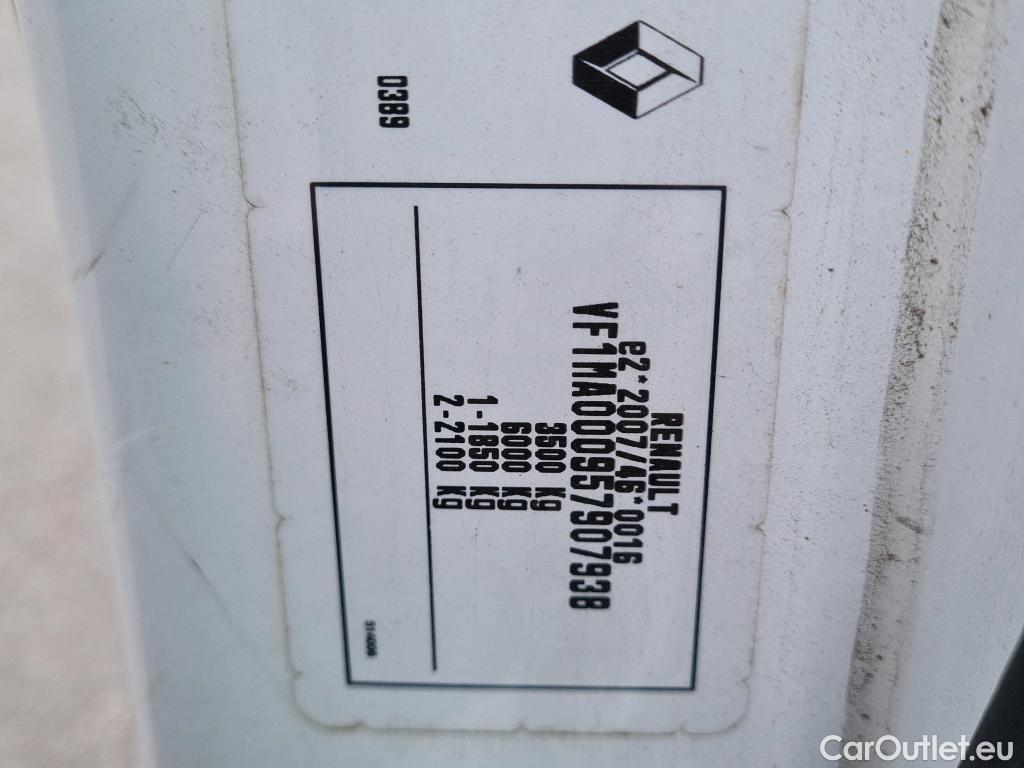 0389
RENAULT
e2*2007/46*0016
VF1MA000957907938
3500 Kg
6000 Kg
1-1850 Kg
2-2100 Kg
CarOutlet.eu